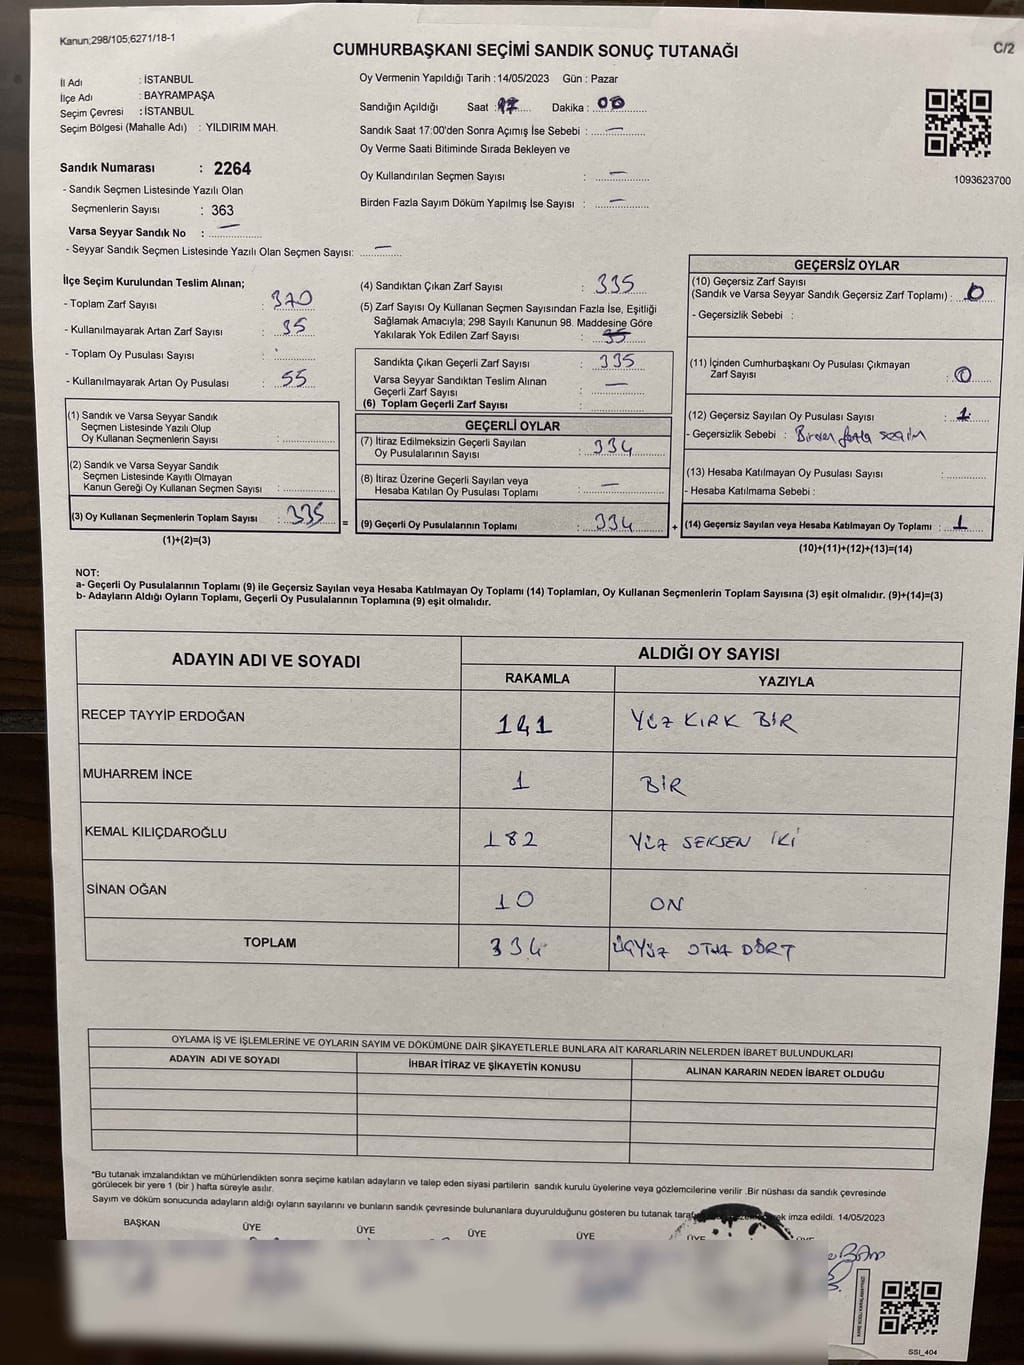 Kanun;298/105;6271/18-1
CUMHURBAŞKANI SEÇİMİ SANDIK SONUÇ TUTANAĞI
C/2
İl Adı : İSTANBUL
İlçe Adı : BAYRAMPAŞA
Seçim Çevresi : İSTANBUL
Seçim Bölgesi (Mahalle Adı) : YILDIRIM MAH.
Oy Vermenin Yapıldığı Tarih : 14/05/2023 Gün : Pazar
Sandığın Açıldığı Saat : 17 Dakika : 00
Sandık Saat 17:00'den Sonra Açımış İse Sebebi : —
Oy Verme Saati Bitiminde Sırada Bekleyen ve
Oy Kullandırılan Seçmen Sayısı : —
Birden Fazla Sayım Döküm Yapılmış İse Sayısı : —
1093623700
Sandık Numarası : 2264
- Sandık Seçmen Listesinde Yazılı Olan
Seçmenlerin Sayısı : 363
Varsa Seyyar Sandık No : —
- Seyyar Sandık Seçmen Listesinde Yazılı Olan Seçmen Sayısı: —
İlçe Seçim Kurulundan Teslim Alınan;
- Toplam Zarf Sayısı : 370
- Kullanılmayarak Artan Zarf Sayısı : 35
- Toplam Oy Pusulası Sayısı :
- Kullanılmayarak Artan Oy Pusulası : 55
(1) Sandık ve Varsa Seyyar Sandık
Seçmen Listesinde Yazılı Olup
Oy Kullanan Seçmenlerin Sayısı :
(2) Sandık ve Varsa Seyyar Sandık
Seçmen Listesinde Kayıtlı Olmayan
Kanun Gereği Oy Kullanan Seçmen Sayısı :
(3) Oy Kullanan Seçmenlerin Toplam Sayısı : 335 =
(1)+(2)=(3)
(4) Sandıktan Çıkan Zarf Sayısı : 335
(5) Zarf Sayısı Oy Kullanan Seçmen Sayısından Fazla İse, Eşitliği
Sağlamak Amacıyla; 298 Sayılı Kanunun 98. Maddesine Göre
Yakılarak Yok Edilen Zarf Sayısı : 35
Sandıkta Çıkan Geçerli Zarf Sayısı : 335
Varsa Seyyar Sandıktan Teslim Alınan
Geçerli Zarf Sayısı : —
(6) Toplam Geçerli Zarf Sayısı :
GEÇERLİ OYLAR
(7) İtiraz Edilmeksizin Geçerli Sayılan
Oy Pusulalarının Sayısı : 334
(8) İtiraz Üzerine Geçerli Sayılan veya
Hesaba Katılan Oy Pusulası Toplamı : —
(9) Geçerli Oy Pusulalarının Toplamı : 334 +
GEÇERSİZ OYLAR
(10) Geçersiz Zarf Sayısı
(Sandık ve Varsa Seyyar Sandık Geçersiz Zarf Toplamı) : 0
- Geçersizlik Sebebi :
(11) İçinden Cumhurbaşkanı Oy Pusulası Çıkmayan
Zarf Sayısı : 0
(12) Geçersiz Sayılan Oy Pusulası Sayısı : 1
- Geçersizlik Sebebi : Birden fazla seçim
(13) Hesaba Katılmayan Oy Pusulası Sayısı :
- Hesaba Katılmama Sebebi :
(14) Geçersiz Sayılan veya Hesaba Katılmayan Oy Toplamı : 1
(10)+(11)+(12)+(13)=(14)
NOT:
a- Geçerli Oy Pusulalarının Toplamı (9) ile Geçersiz Sayılan veya Hesaba Katılmayan Oy Toplamı (14) Toplamları, Oy Kullanan Seçmenlerin Toplam Sayısına (3) eşit olmalıdır. (9)+(14)=(3)
b- Adayların Aldığı Oyların Toplamı, Geçerli Oy Pusulalarının Toplamına (9) eşit olmalıdır.
ADAYIN ADI VE SOYADI
ALDIĞI OY SAYISI
RAKAMLA YAZIYLA
RECEP TAYYİP ERDOĞAN 141 YÜZ KIRK BİR
MUHARREM İNCE 1 BİR
KEMAL KILIÇDAROĞLU 182 YÜZ SEKSEN İKİ
SİNAN OĞAN 10 ON
TOPLAM 334 ÜÇYÜZ OTUZ DÖRT
OYLAMA İŞ VE İŞLEMLERİNE VE OYLARIN SAYIM VE DÖKÜMÜNE DAİR ŞİKAYETLERLE BUNLARA AİT KARARLARIN NELERDEN İBARET BULUNDUKLARI
ADAYIN ADI VE SOYADI İHBAR İTİRAZ VE ŞİKAYETİN KONUSU ALINAN KARARIN NEDEN İBARET OLDUĞU
*Bu tutanak imzalandıktan ve mühürlendikten sonra seçime katılan adayların ve talep eden siyasi partilerin sandık kurulu üyelerine veya gözlemcilerine verilir .Bir nüshası da sandık çevresinde
görülecek bir yere 1 (bir ) hafta süreyle asılır.
Sayım ve döküm sonucunda adayların aldığı oyların sayılarını ve bunların sandık çevresinde bulunanlara duyurulduğunu gösteren bu tutanak imza edildi. 14/05/2023
BAŞKAN ÜYE ÜYE ÜYE ÜYE ÜYE
SSI_404